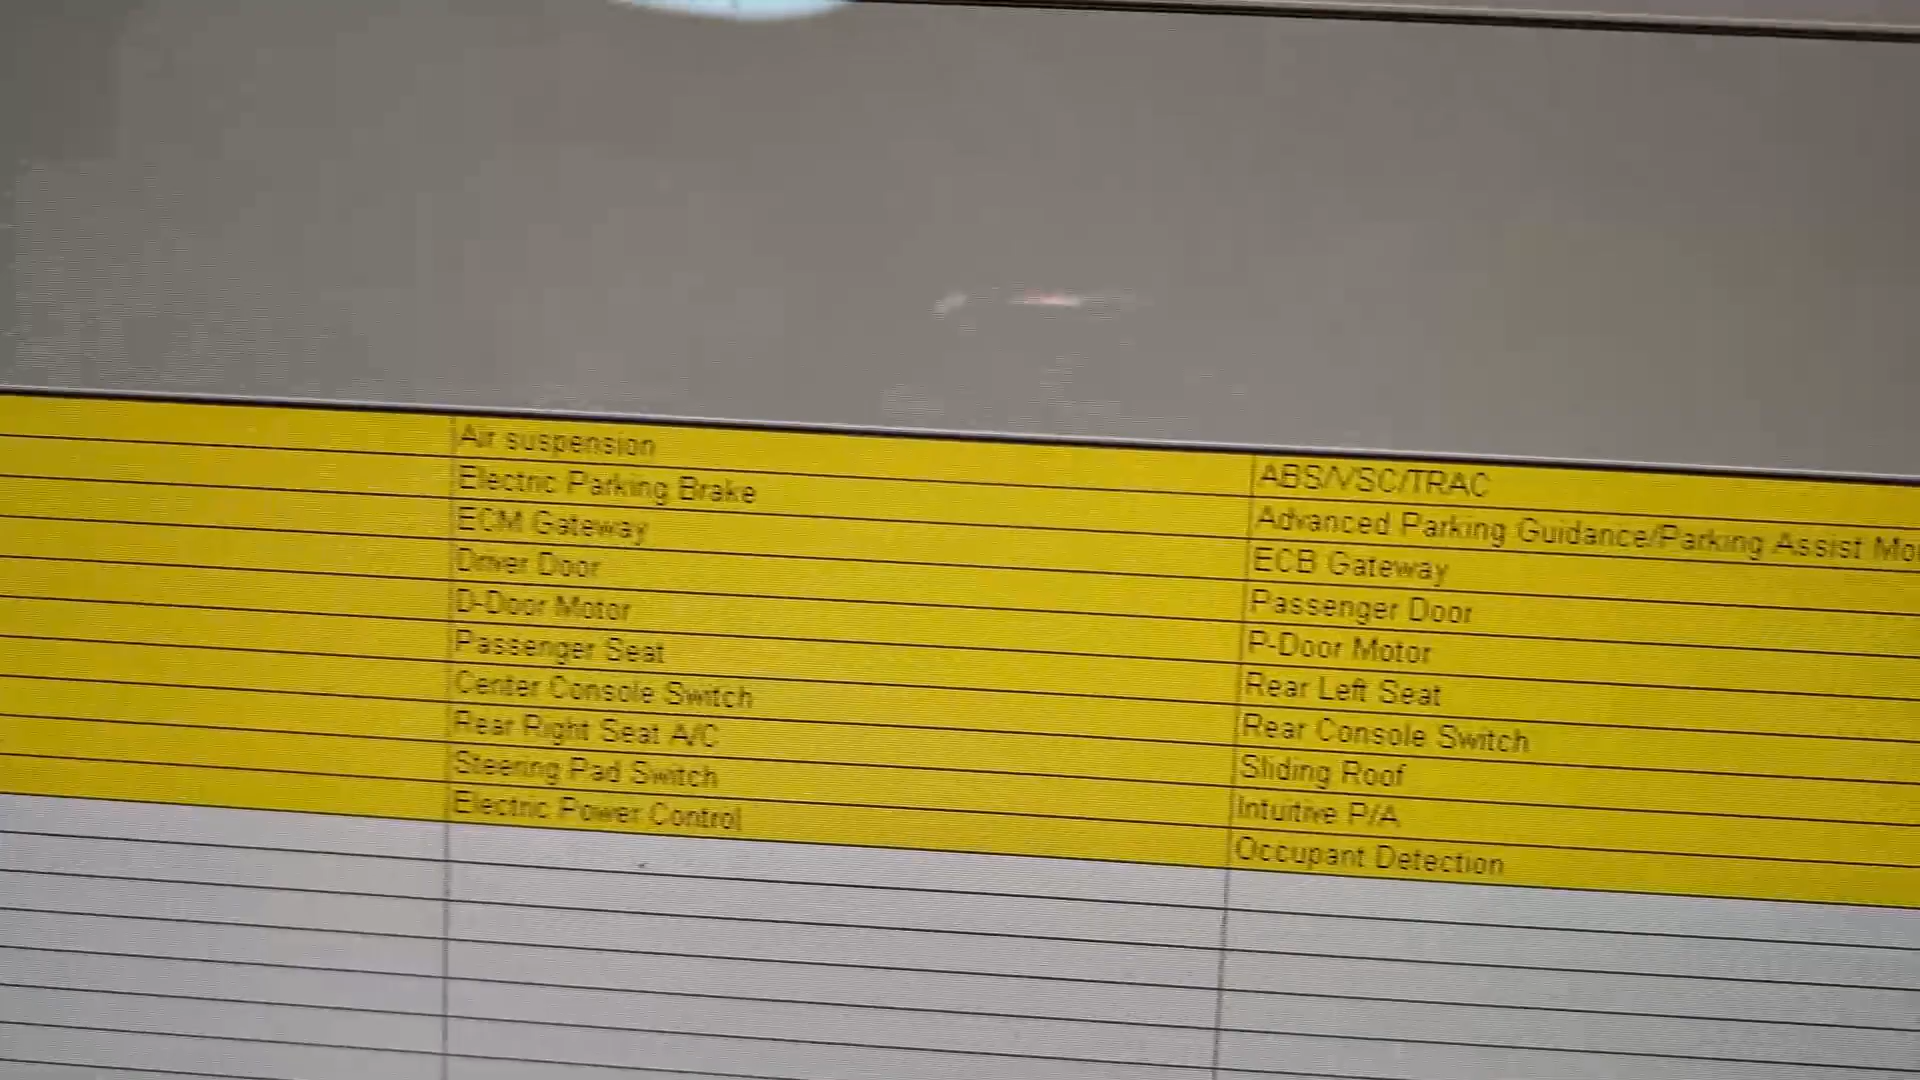 Air suspension
ABS/VSC/TRAC
Electric Parking Brake
Advanced Parking Guidance/Parking Assist Mo
ECM Gateway
ECB Gateway
Driver Door
Passenger Door
D-Door Motor
P-Door Motor
Passenger Seat
Rear Left Seat
Center Console Switch
Rear Console Switch
Rear Right Seat A/C
Sliding Roof
Steering Pad Switch
Intuitive P/A
Electric Power Control
Occupant Detection